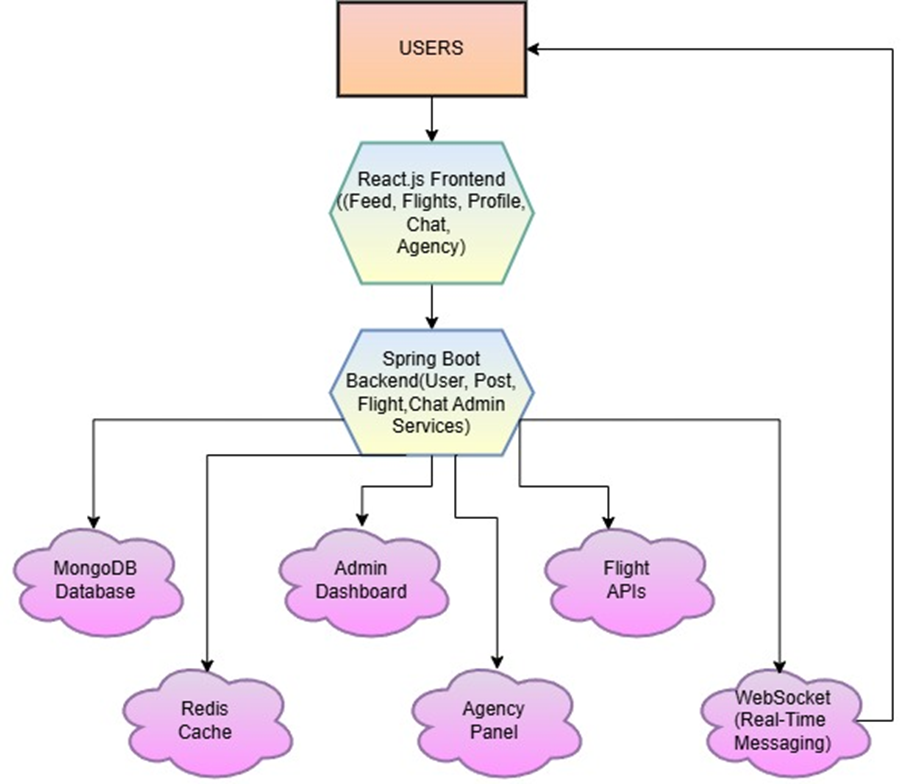 USERS
React.js Frontend
((Feed, Flights, Profile,
Chat,
Agency)
Spring Boot
Backend(User, Post,
Flight,Chat Admin
Services)
MongoDB
Database
Admin
Dashboard
Flight
APIs
Redis
Cache
Agency
Panel
WebSocket
(Real-Time
Messaging)